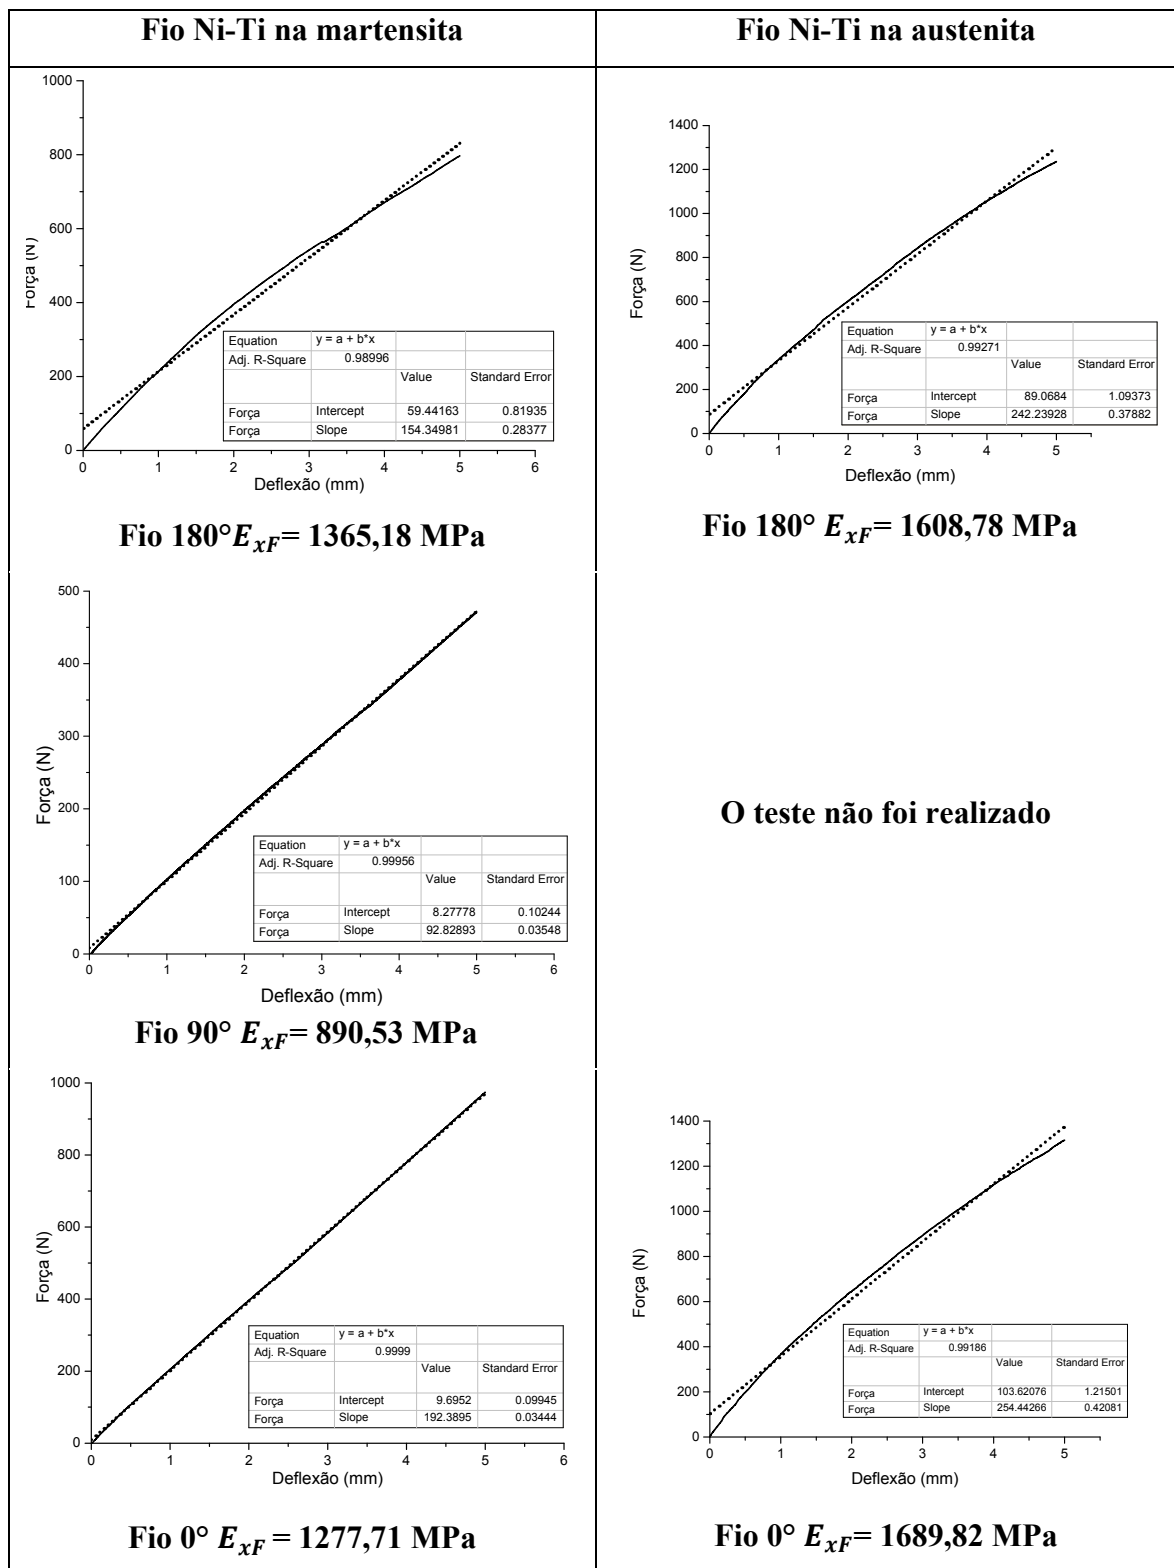 Fio Ni-Ti na martensita
Fio Ni-Ti na austenita
1000
800
600
400
200
0
Força (N)
Equation y = a + b*x
Adj. R-Square 0.98996
Value Standard Error
Força Intercept 59.44163 0.81935
Força Slope 154.34981 0.28377
0 1 2 3 4 5 6
Deflexão (mm)
Fio 180°E_xF= 1365,18 MPa
1400
1200
1000
800
600
400
200
0
Força (N)
Equation y = a + b*x
Adj. R-Square 0.99271
Value Standard Error
Força Intercept 89.0684 1.09373
Força Slope 242.23928 0.37882
0 1 2 3 4 5
Deflexão (mm)
Fio 180° E_xF= 1608,78 MPa
500
400
300
200
100
0
Força (N)
Equation y = a + b*x
Adj. R-Square 0.99956
Value Standard Error
Força Intercept 8.27778 0.10244
Força Slope 92.82893 0.03548
0 1 2 3 4 5 6
Deflexão (mm)
Fio 90° E_xF= 890,53 MPa
O teste não foi realizado
1000
800
600
400
200
0
Força (N)
Equation y = a + b*x
Adj. R-Square 0.9999
Value Standard Error
Força Intercept 9.6952 0.09945
Força Slope 192.3895 0.03444
0 1 2 3 4 5 6
Deflexão (mm)
Fio 0° E_xF = 1277,71 MPa
1400
1200
1000
800
600
400
200
0
Força (N)
Equation y = a + b*x
Adj. R-Square 0.99186
Value Standard Error
Força Intercept 103.62076 1.21501
Força Slope 254.44266 0.42081
0 1 2 3 4 5
Deflexão (mm)
Fio 0° E_xF= 1689,82 MPa